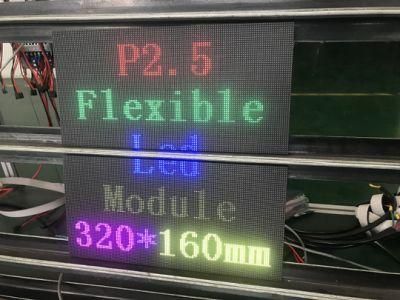 P2.5
Flexible
Led
Module
320*160mm